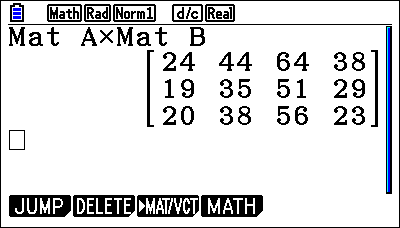 Math Rad Norm1 d/c Real
Mat A×Mat B
24 44 64 38
19 35 51 29
20 38 56 23
JUMP DELETE ▶MAT/VCT MATH